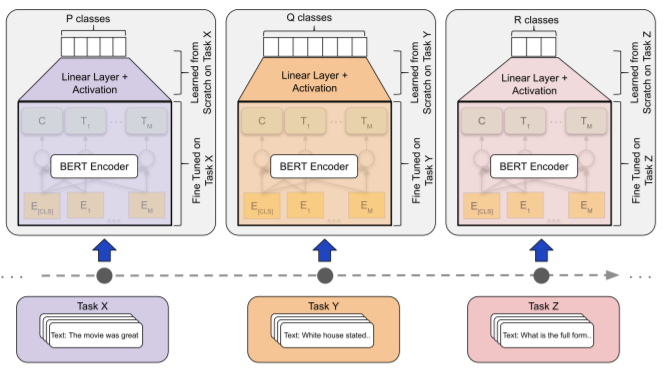 P classes
Linear Layer +
Activation
Learned from
Scratch on Task X
C T1 ... TM
BERT Encoder
E[CLS] E1 ... EM
Fine Tuned on
Task X
Q classes
Linear Layer +
Activation
Learned from
Scratch on Task Y
C T1 ... TM
BERT Encoder
E[CLS] E1 ... EM
Fine Tuned on
Task Y
R classes
Linear Layer +
Activation
Learned from
Scratch on Task Z
C T1 ... TM
BERT Encoder
E[CLS] E1 ... EM
Fine Tuned on
Task Z
... ...
Task X
Text: The movie was great
Task Y
Text: White house stated..
Task Z
Text: What is the full form..